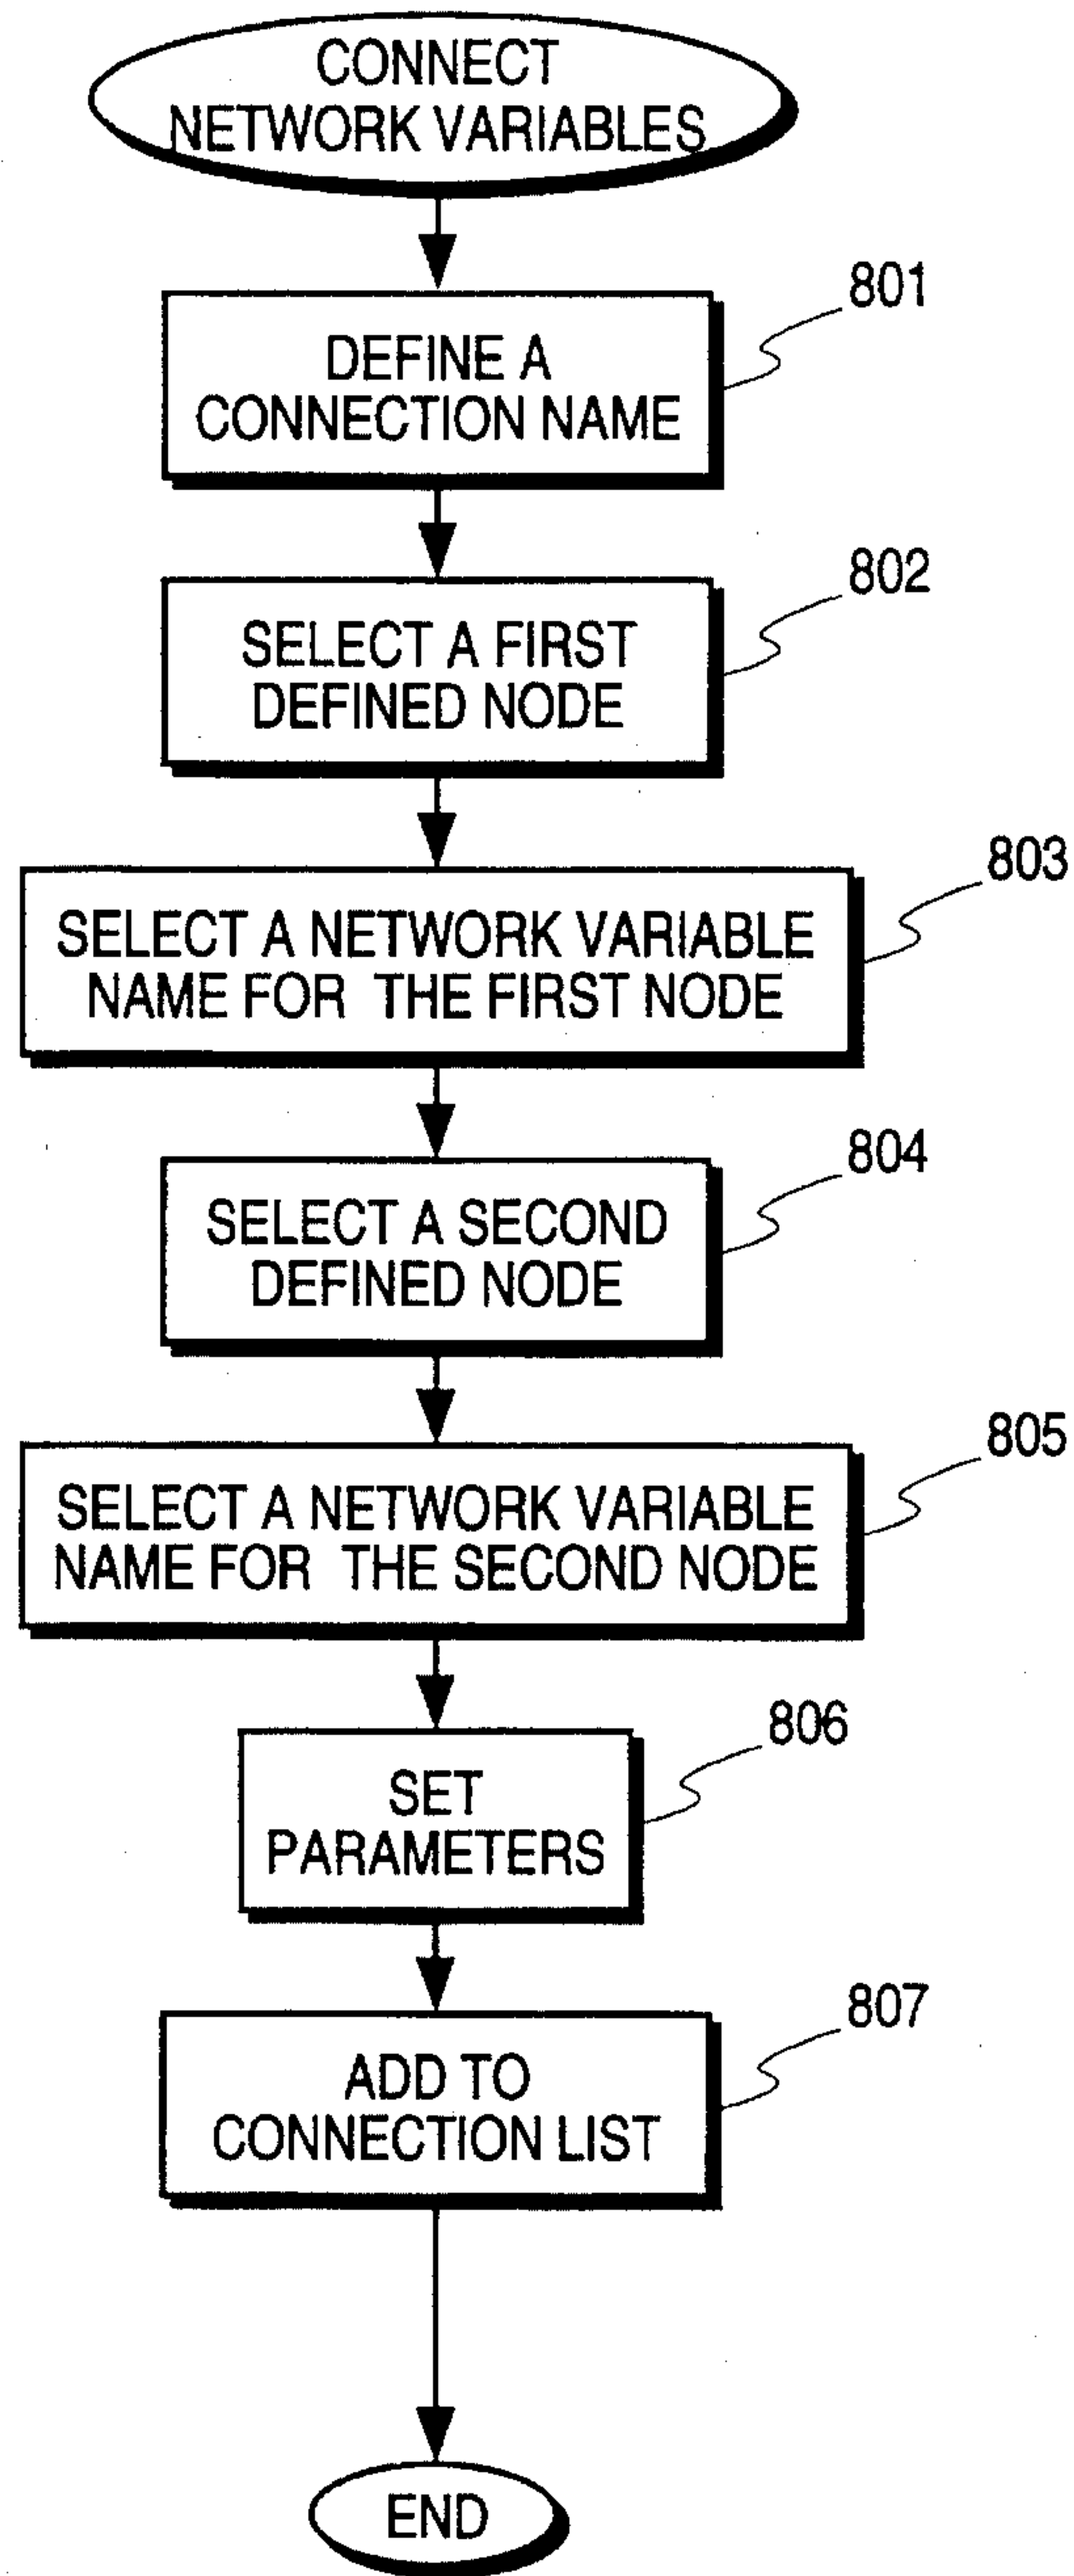 CONNECT
NETWORK VARIABLES
801
DEFINE A
CONNECTION NAME
802
SELECT A FIRST
DEFINED NODE
803
SELECT A NETWORK VARIABLE
NAME FOR THE FIRST NODE
804
SELECT A SECOND
DEFINED NODE
805
SELECT A NETWORK VARIABLE
NAME FOR THE SECOND NODE
806
SET
PARAMETERS
807
ADD TO
CONNECTION LIST
END